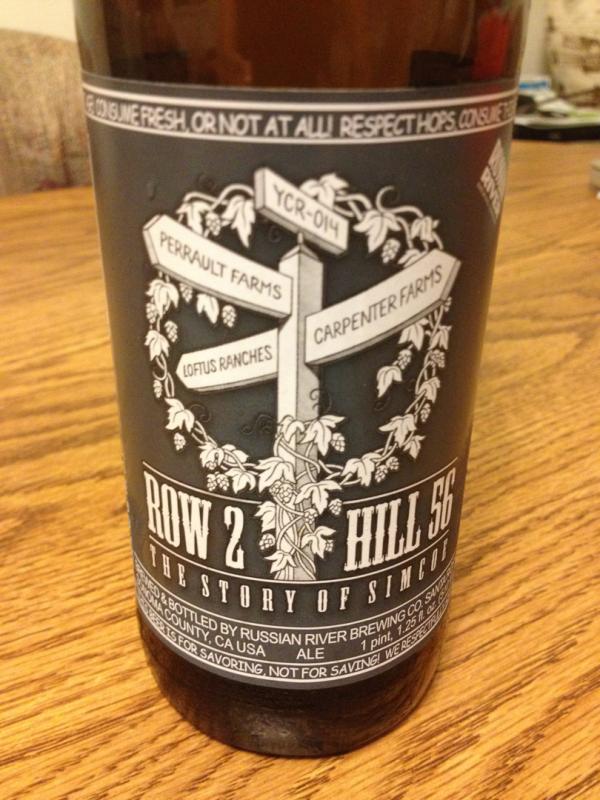 CONSUME FRESH, OR NOT AT ALL! RESPECT HOPS. CONSUME
YCR-014
PERRAULT FARMS
CARPENTER FARMS
LOFTUS RANCHES
ROW 2 HILL 56
THE STORY OF SIMCOE
BREWED & BOTTLED BY RUSSIAN RIVER BREWING CO. SANTA
SONOMA COUNTY, CA USA ALE 1 pint, 1.25 fl. oz.
BEER IS FOR SAVORING, NOT FOR SAVING! WE RESPECTFULLY